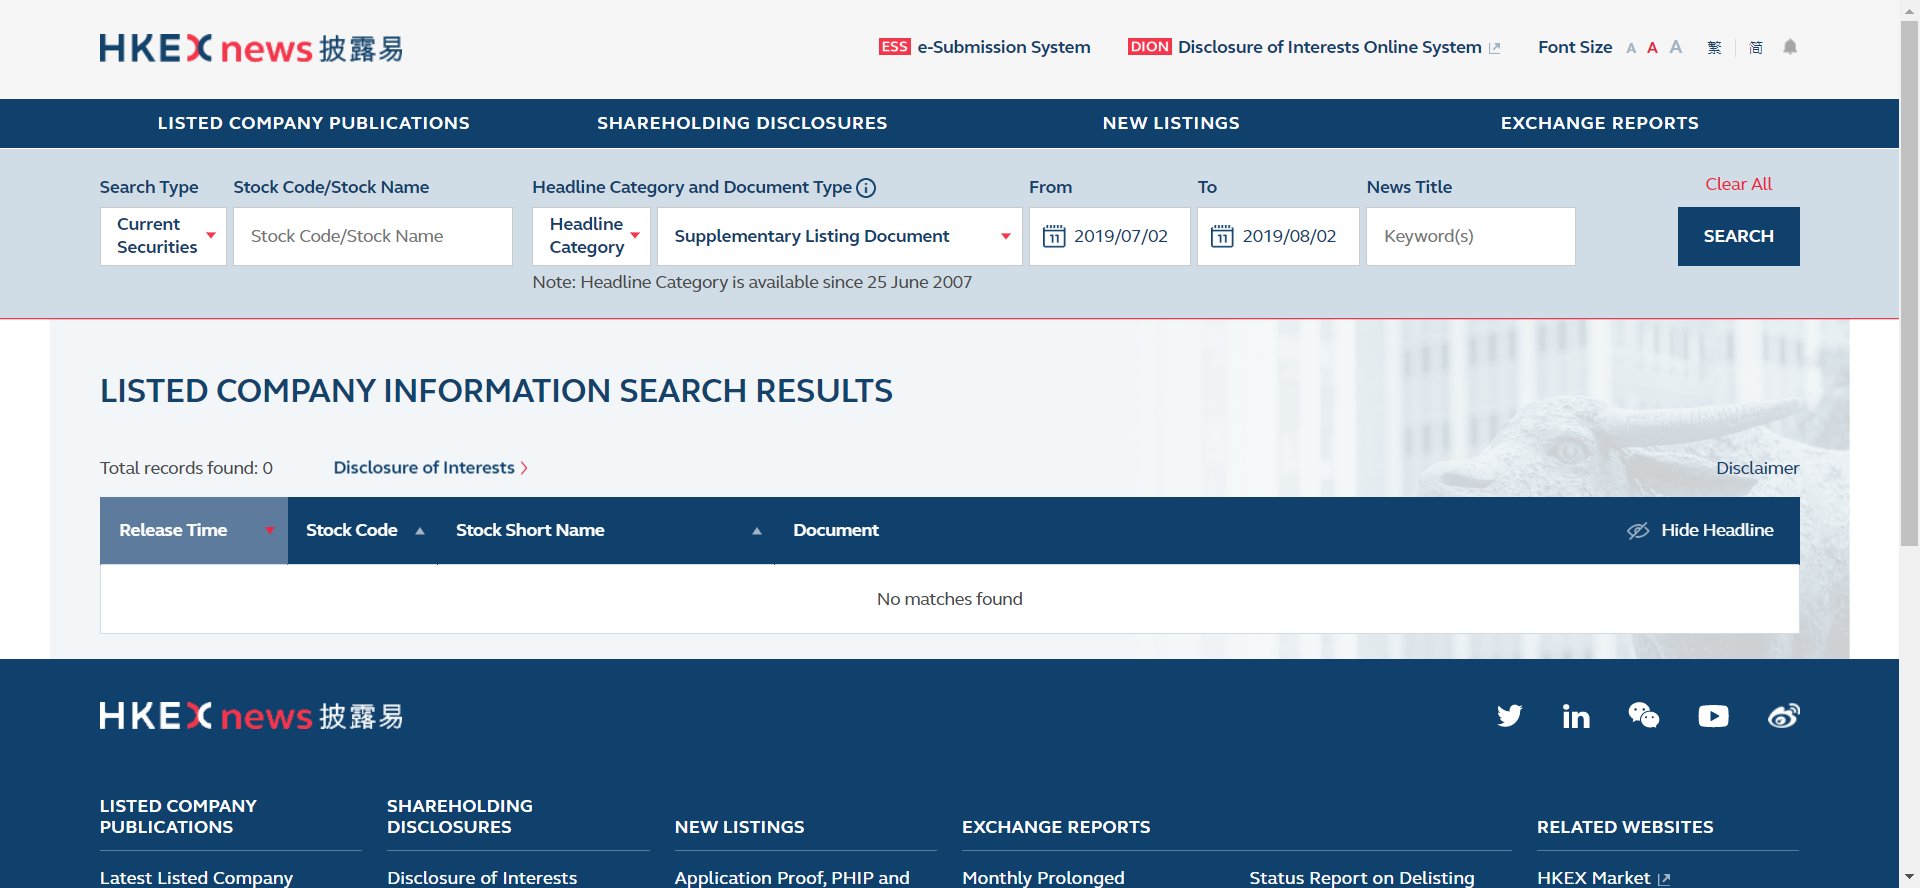 HKEX news 披露易
ESS e-Submission System
DION Disclosure of Interests Online System
Font Size A A A 繁 简
LISTED COMPANY PUBLICATIONS SHAREHOLDING DISCLOSURES NEW LISTINGS EXCHANGE REPORTS
Search Type Stock Code/Stock Name Headline Category and Document Type From To News Title Clear All
Current Securities Stock Code/Stock Name Headline Category Supplementary Listing Document 11 2019/07/02 11 2019/08/02 Keyword(s) SEARCH
Note: Headline Category is available since 25 June 2007
LISTED COMPANY INFORMATION SEARCH RESULTS
Total records found: 0 Disclosure of Interests Disclaimer
Release Time Stock Code Stock Short Name Document Hide Headline
No matches found
HKEX news 披露易
LISTED COMPANY PUBLICATIONS SHAREHOLDING DISCLOSURES NEW LISTINGS EXCHANGE REPORTS RELATED WEBSITES
Latest Listed Company Disclosure of Interests Application Proof, PHIP and Monthly Prolonged Status Report on Delisting HKEX Market